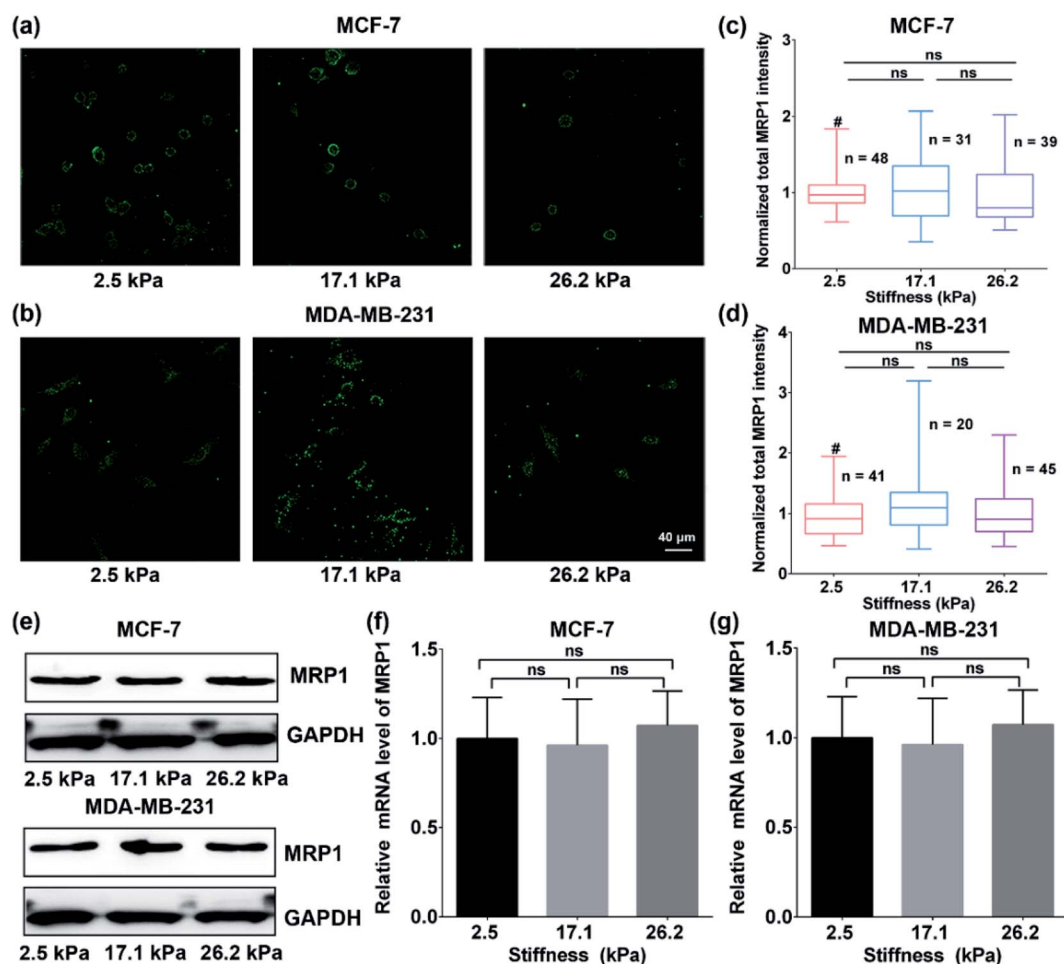 (a)
MCF-7
2.5 kPa
17.1 kPa
26.2 kPa
(b)
MDA-MB-231
40 μm
2.5 kPa
17.1 kPa
26.2 kPa
(c)
MCF-7
Normalized total MRP1 intensity
3
2
1
0
ns
ns
ns
#
n = 48
n = 31
n = 39
2.5
17.1
26.2
Stiffness (kPa)
(d)
MDA-MB-231
Normalized total MRP1 intensity
4
3
2
1
0
ns
ns
ns
#
n = 41
n = 20
n = 45
2.5
17.1
26.2
Stiffness (kPa)
(e)
MCF-7
MRP1
GAPDH
2.5 kPa
17.1 kPa
26.2 kPa
MDA-MB-231
MRP1
GAPDH
2.5 kPa
17.1 kPa
26.2 kPa
(f)
MCF-7
Relative mRNA level of MRP1
1.5
1.0
0.5
0.0
ns
ns
ns
2.5
17.1
26.2
Stiffness (kPa)
(g)
MDA-MB-231
Relative mRNA level of MRP1
1.5
1.0
0.5
0.0
ns
ns
ns
2.5
17.1
26.2
Stiffness (kPa)